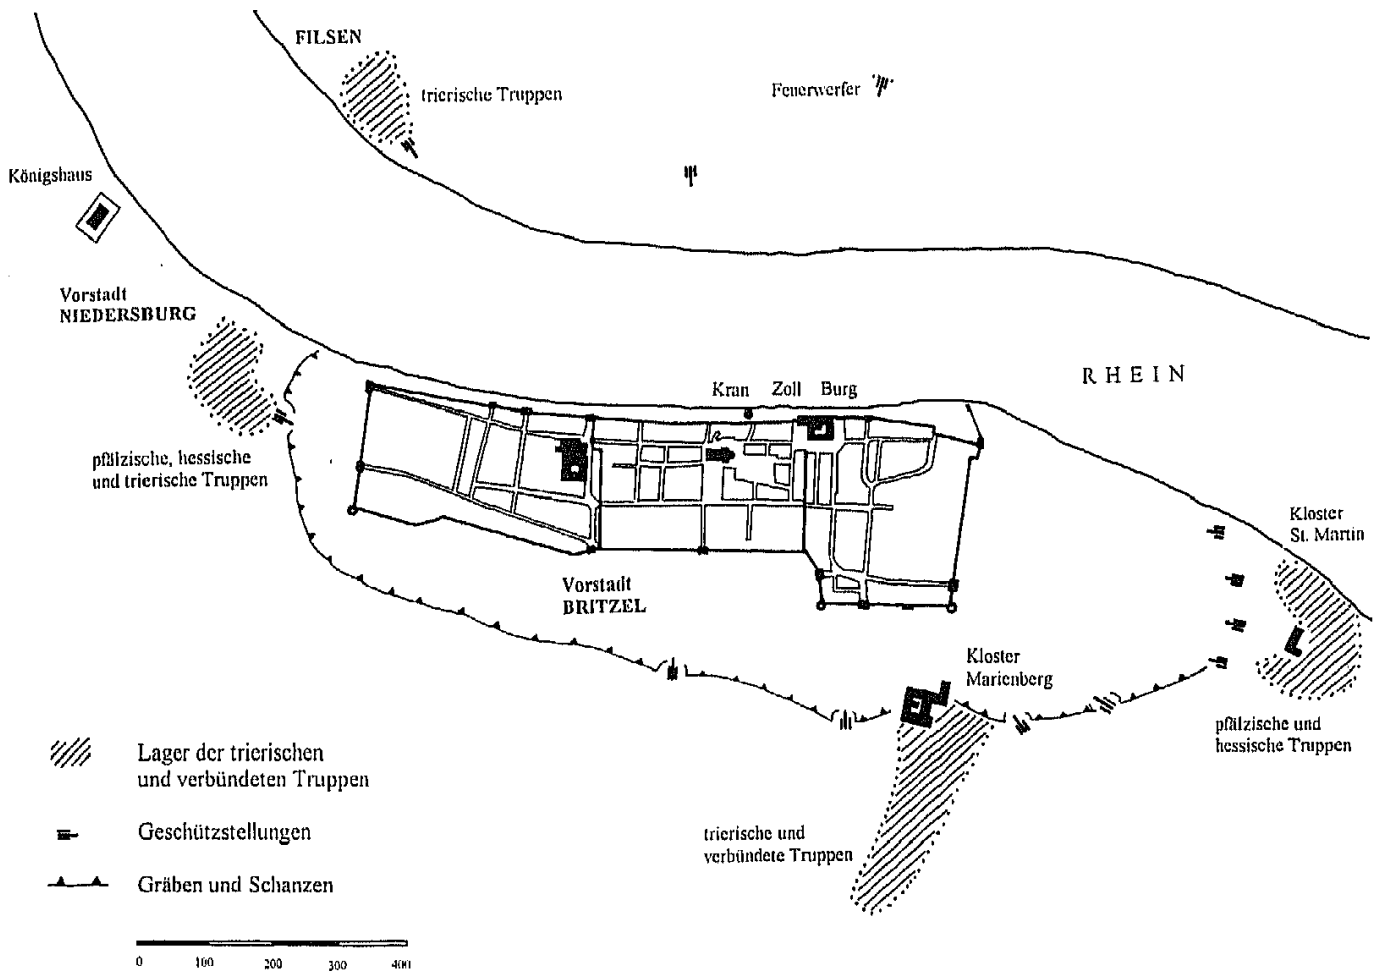 FILSEN
trierische Truppen
Feuerwerfer
Königshaus
Vorstadt
NIEDERSBURG
RHEIN
Kran Zoll Burg
pfälzische, hessische
und trierische Truppen
Kloster
St. Martin
Vorstadt
BRITZEL
Kloster
Marienberg
pfälzische und
hessische Truppen
Lager der trierischen
und verbündeten Truppen
trierische und
verbündete Truppen
Geschützstellungen
Gräben und Schanzen
0 100 200 300 400